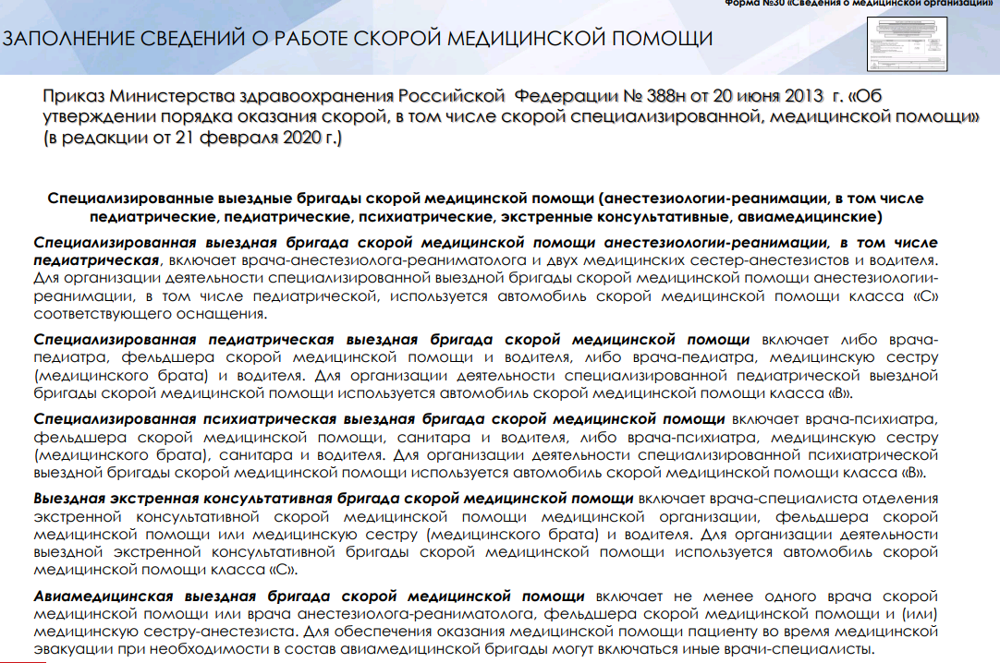 Форма №30 «Сведения о медицинской организации»
ЗАПОЛНЕНИЕ СВЕДЕНИЙ О РАБОТЕ СКОРОЙ МЕДИЦИНСКОЙ ПОМОЩИ
Приказ Министерства здравоохранения Российской Федерации № 388н от 20 июня 2013 г. «Об
утверждении порядка оказания скорой, в том числе скорой специализированной, медицинской помощи»
(в редакции от 21 февраля 2020 г.)
Специализированные выездные бригады скорой медицинской помощи (анестезиологии-реанимации, в том числе
педиатрические, педиатрические, психиатрические, экстренные консультативные, авиамедицинские)
Специализированная выездная бригада скорой медицинской помощи анестезиологии-реанимации, в том числе
педиатрическая, включает врача-анестезиолога-реаниматолога и двух медицинских сестер-анестезистов и водителя.
Для организации деятельности специализированной выездной бригады скорой медицинской помощи анестезиологии-
реанимации, в том числе педиатрической, используется автомобиль скорой медицинской помощи класса «С»
соответствующего оснащения.
Специализированная педиатрическая выездная бригада скорой медицинской помощи включает либо врача-
педиатра, фельдшера скорой медицинской помощи и водителя, либо врача-педиатра, медицинскую сестру
(медицинского брата) и водителя. Для организации деятельности специализированной педиатрической выездной
бригады скорой медицинской помощи используется автомобиль скорой медицинской помощи класса «В».
Специализированная психиатрическая выездная бригада скорой медицинской помощи включает врача-психиатра,
фельдшера скорой медицинской помощи, санитара и водителя, либо врача-психиатра, медицинскую сестру
(медицинского брата), санитара и водителя. Для организации деятельности специализированной психиатрической
выездной бригады скорой медицинской помощи используется автомобиль скорой медицинской помощи класса «В».
Выездная экстренная консультативная бригада скорой медицинской помощи включает врача-специалиста отделения
экстренной консультативной скорой медицинской помощи медицинской организации, фельдшера скорой
медицинской помощи или медицинскую сестру (медицинского брата) и водителя. Для организации деятельности
выездной экстренной консультативной бригады скорой медицинской помощи используется автомобиль скорой
медицинской помощи класса «С».
Авиамедицинская выездная бригада скорой медицинской помощи включает не менее одного врача скорой
медицинской помощи или врача анестезиолога-реаниматолога, фельдшера скорой медицинской помощи и (или)
медицинскую сестру-анестезиста. Для обеспечения оказания медицинской помощи пациенту во время медицинской
эвакуации при необходимости в состав авиамедицинской бригады могут включаться иные врачи-специалисты.